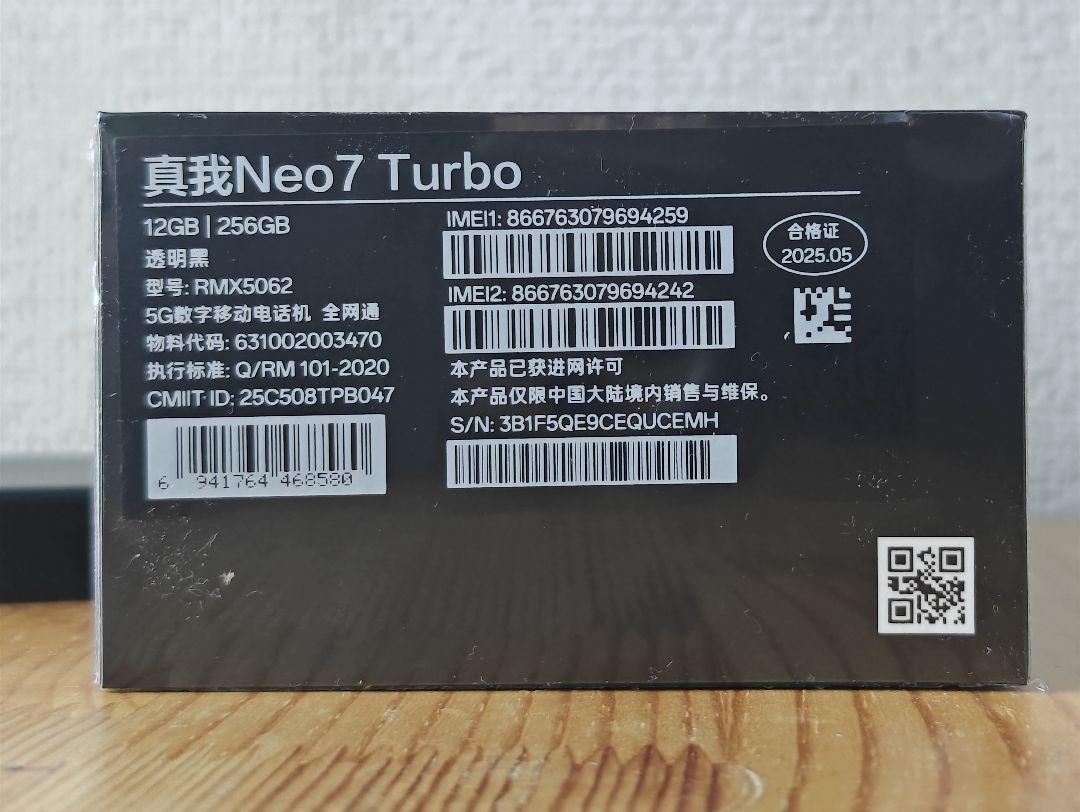 真我Neo7 Turbo
12GB | 256GB
透明黑
型号: RMX5062
5G数字移动电话机 全网通
物料代码: 631002003470
执行标准: Q/RM 101-2020
CMIIT ID: 25C508TPB047
6 941764 468580
IMEI1: 866763079694259
IMEI2: 866763079694242
本产品已获进网许可
本产品仅限中国大陆境内销售与维保。
S/N: 3B1F5QE9CEQUCEMH
合格证
2025.05